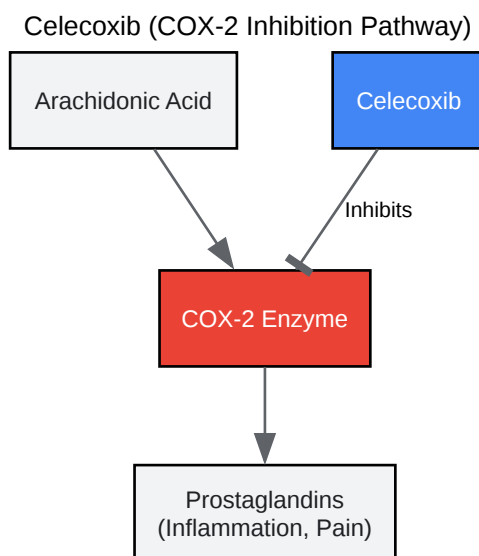 Celecoxib (COX-2 Inhibition Pathway)
Arachidonic Acid
Celecoxib
Inhibits
COX-2 Enzyme
Prostaglandins
(Inflammation, Pain)